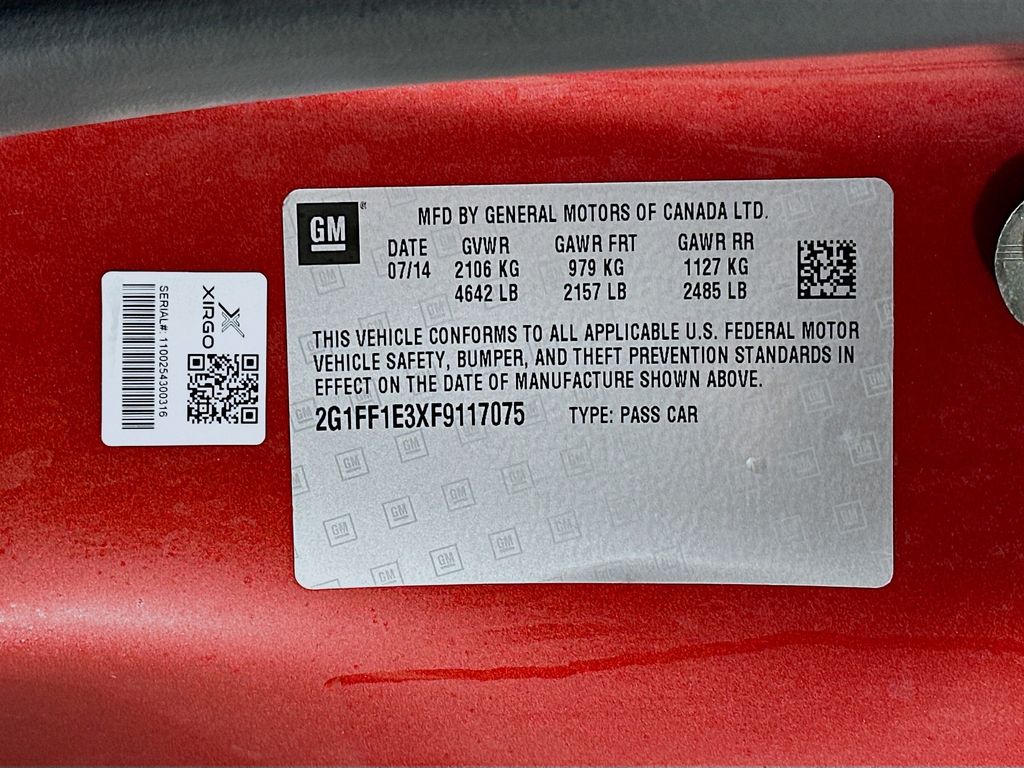 GM
MFD BY GENERAL MOTORS OF CANADA LTD.
DATE GVWR GAWR FRT GAWR RR
07/14 2106 KG 979 KG 1127 KG
4642 LB 2157 LB 2485 LB
THIS VEHICLE CONFORMS TO ALL APPLICABLE U.S. FEDERAL MOTOR
VEHICLE SAFETY, BUMPER, AND THEFT PREVENTION STANDARDS IN
EFFECT ON THE DATE OF MANUFACTURE SHOWN ABOVE.
2G1FF1E3XF9117075 TYPE: PASS CAR
XIRGO
SERIAL#: 1100254300316